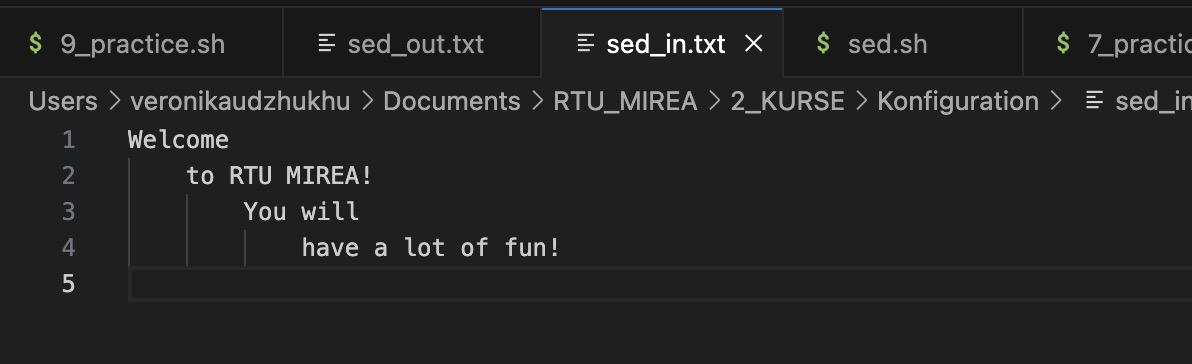 $ 9_practice.sh sed_out.txt sed_in.txt $ sed.sh $ 7_practic
Users > veronikaudzhukhu > Documents > RTU_MIREA > 2_KURSE > Konfiguration > sed_in
1 Welcome
2     to RTU MIREA!
3         You will
4             have a lot of fun!
5